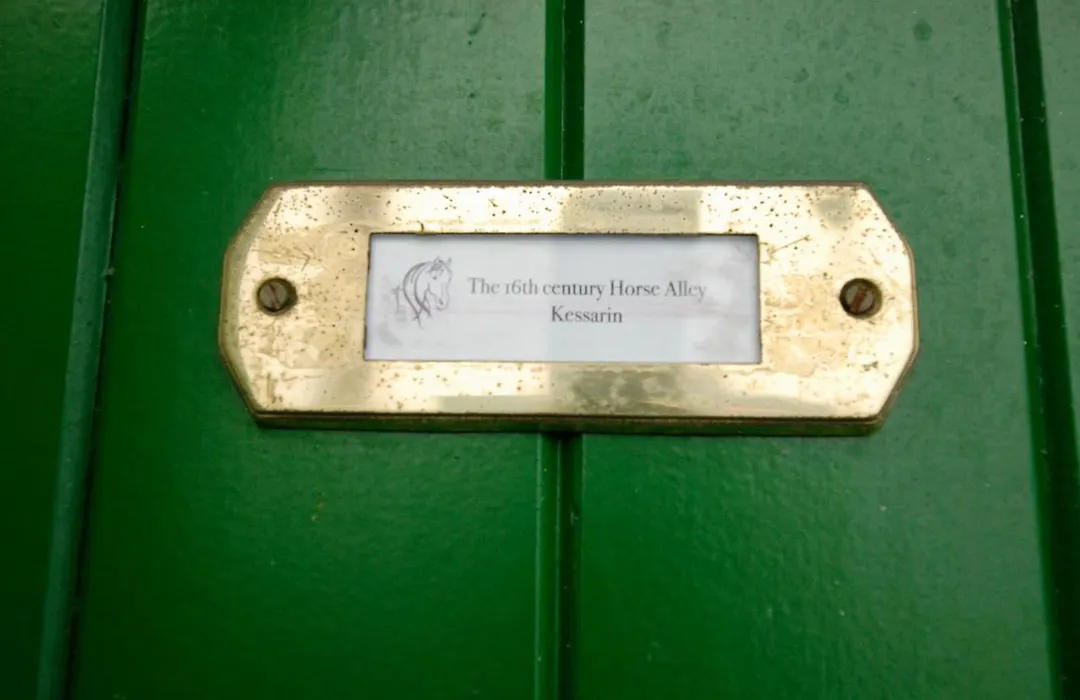 The 16th century Horse Alley
Kessarin